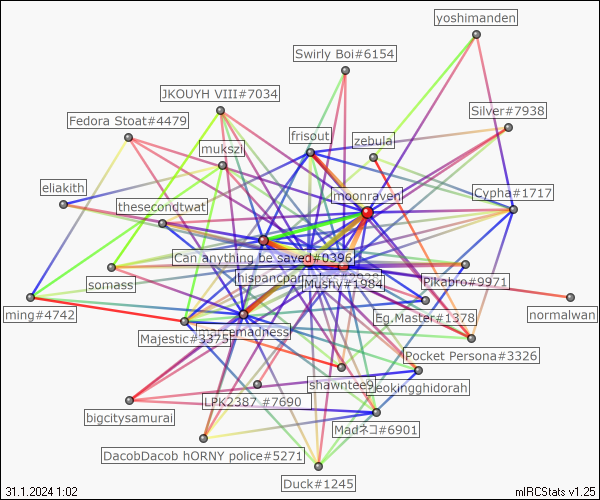 yoshimanden
Swirly Boi#6154
JKOUYH VIII#7034
Silver#7938
Fedora Stoat#4479
frisout
zebula
mukszi
eliakith
moonraven
Cypha#1717
thesecondtwat
Can anything be saved#0396
somass
hispancpar
Mushy#1984
Pikabro#9971
ming#4742
Eg.Master#1378
normalwan
Majestic#3375
madness
Pocket Persona#3326
shawntee9
eokingghidorah
LPK2387 #7690
bigcitysamurai
Madネコ#6901
DacobDacob hORNY police#5271
Duck#1245
31.1.2024 1:02
mIRCStats v1.25